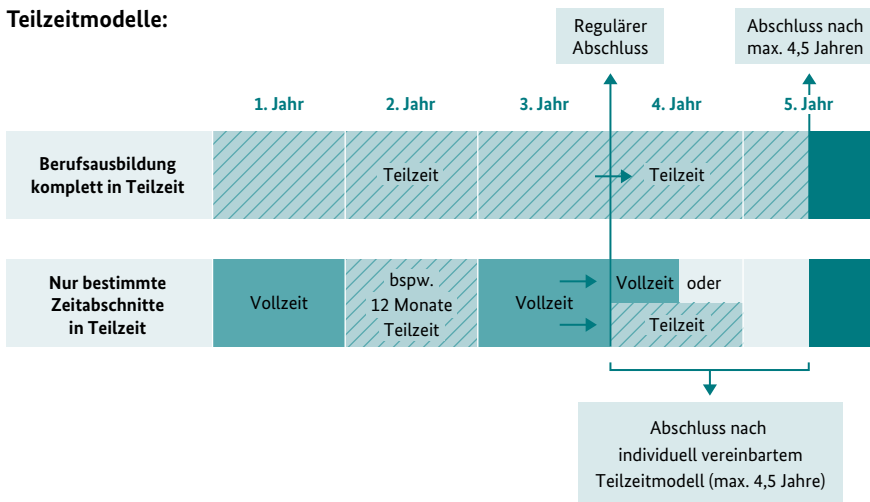 Teilzeitmodelle:
Regulärer
Abschluss
Abschluss nach
max. 4,5 Jahren
1. Jahr
2. Jahr
3. Jahr
4. Jahr
5. Jahr
Berufsausbildung
komplett in Teilzeit
Teilzeit
Teilzeit
Nur bestimmte
Zeitabschnitte
in Teilzeit
Vollzeit
bspw.
12 Monate
Teilzeit
Vollzeit
Vollzeit oder
Teilzeit
Abschluss nach
individuell vereinbartem
Teilzeitmodell (max. 4,5 Jahre)